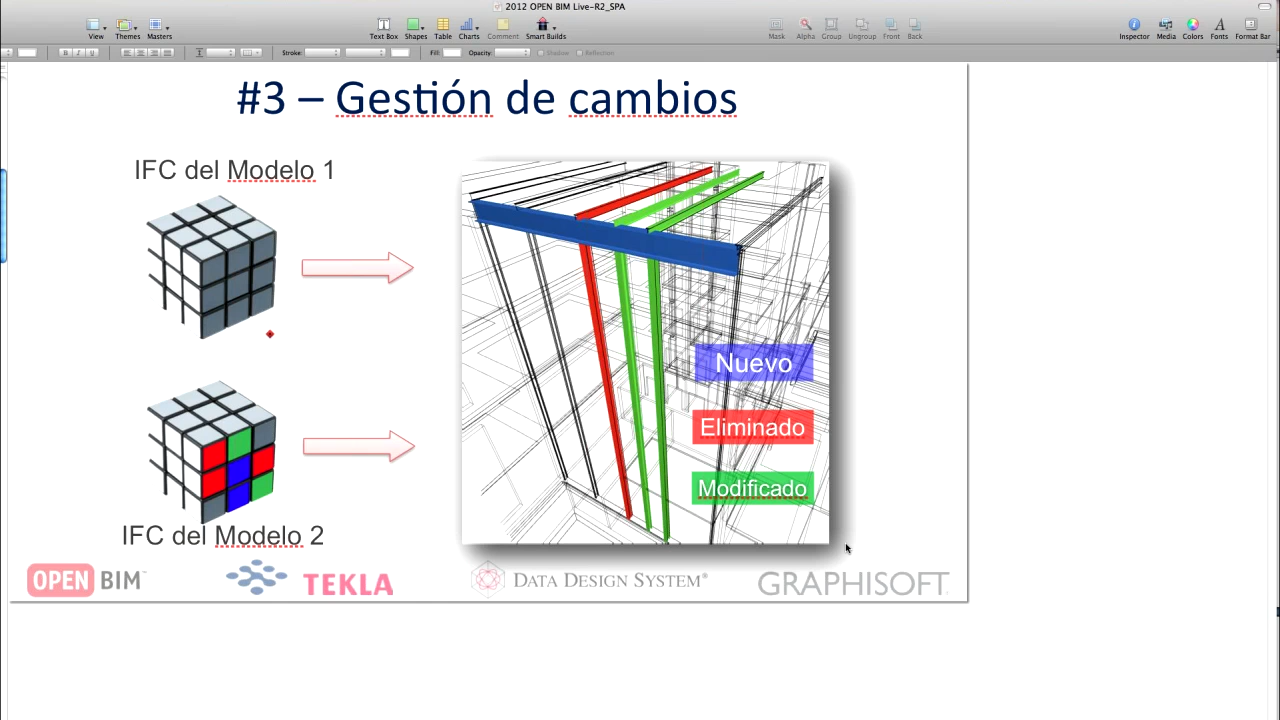 2012 OPEN BIM Live-R2_SPA
View
Themes
Masters
Text Box
Shapes
Table
Charts
Comment
Smart Builds
Mask
Alpha
Group
Ungroup
Front
Back
Inspector
Media
Colors
Fonts
Format Bar
B I U
Stroke:
Fill:
Opacity:
Shadow
Reflection
#3 – Gestión de cambios
IFC del Modelo 1
Nuevo
Eliminado
Modificado
IFC del Modelo 2
OPEN BIM™
TEKLA
DATA DESIGN SYSTEM®
GRAPHISOFT.